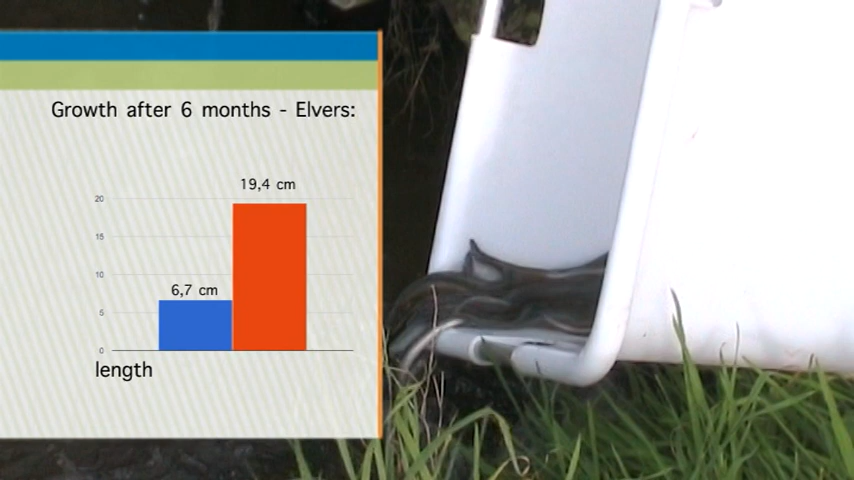 Growth after 6 months - Elvers:
19,4 cm
20
15
10
6,7 cm
5
0
length